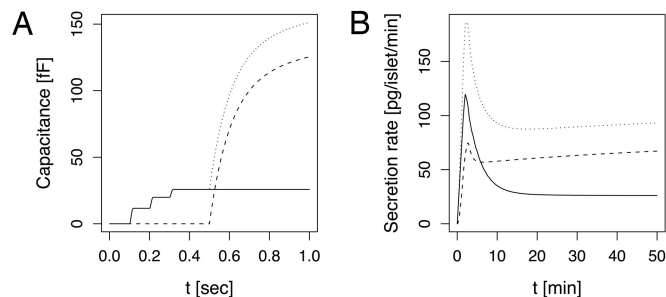 A
Capacitance [fF]
150
100
50
0
0.0 0.2 0.4 0.6 0.8 1.0
t [sec]
B
Secretion rate [pg/islet/min]
150
100
50
0
0 10 20 30 40 50
t [min]